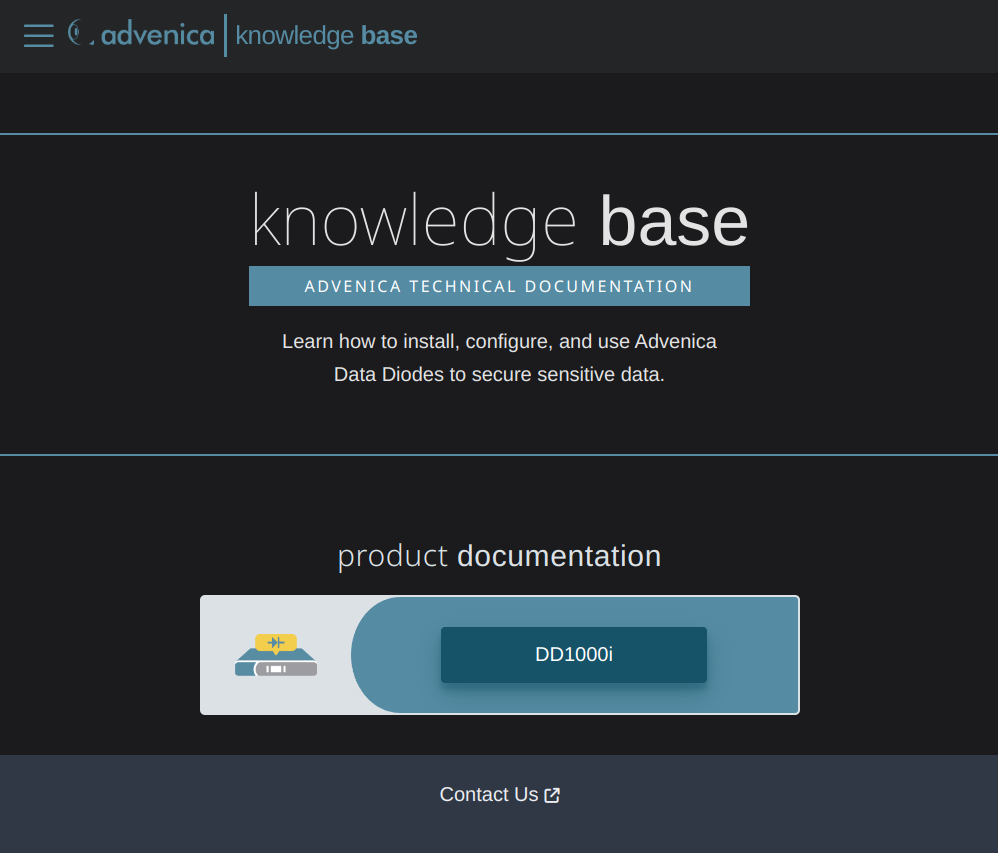 advenica knowledge base
knowledge base
ADVENICA TECHNICAL DOCUMENTATION
Learn how to install, configure, and use Advenica
Data Diodes to secure sensitive data.
product documentation
DD1000i
Contact Us